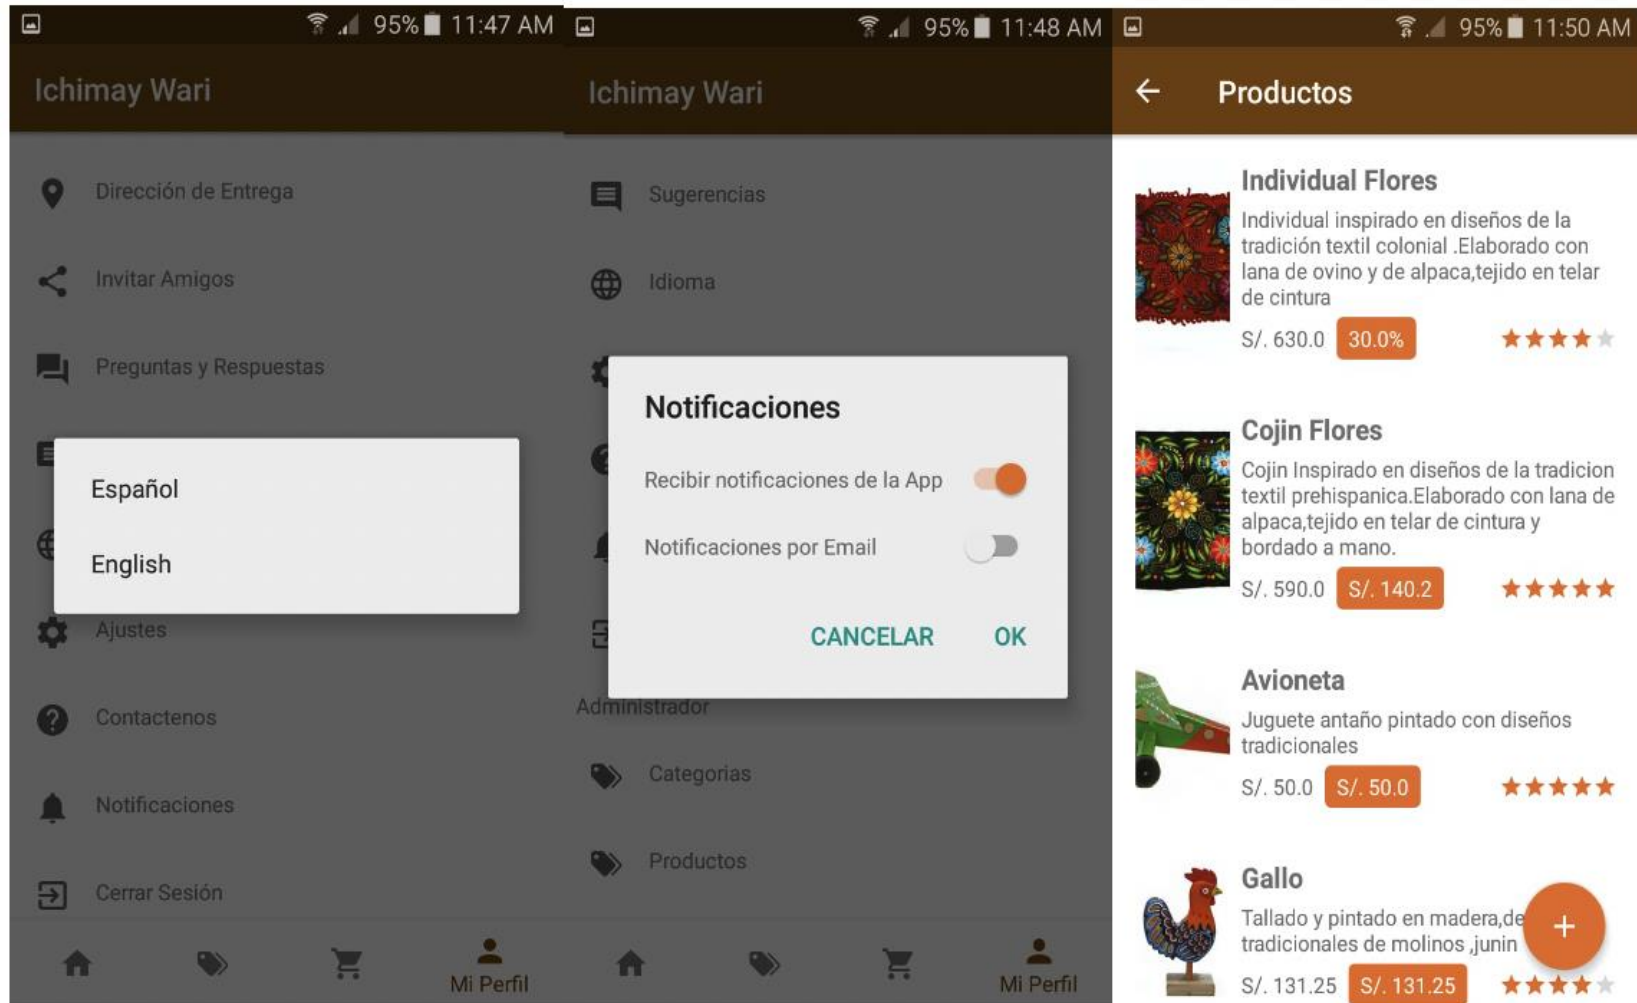 95% 11:47 AM
Ichimay Wari
Dirección de Entrega
Invitar Amigos
Preguntas y Respuestas
Español
English
Ajustes
Contactenos
Notificaciones
Cerrar Sesión
Mi Perfil
95% 11:48 AM
Ichimay Wari
Sugerencias
Idioma
Notificaciones
Recibir notificaciones de la App
Notificaciones por Email
CANCELAR OK
Administrador
Categorias
Productos
Mi Perfil
95% 11:50 AM
Productos
Individual Flores
Individual inspirado en diseños de la
tradición textil colonial .Elaborado con
lana de ovino y de alpaca,tejido en telar
de cintura
S/. 630.0 30.0%
Cojin Flores
Cojin Inspirado en diseños de la tradicion
textil prehispanica.Elaborado con lana de
alpaca,tejido en telar de cintura y
bordado a mano.
S/. 590.0 S/. 140.2
Avioneta
Juguete antaño pintado con diseños
tradicionales
S/. 50.0 S/. 50.0
Gallo
Tallado y pintado en madera,de
tradicionales de molinos ,junin
S/. 131.25 S/. 131.25